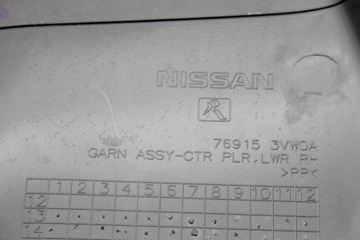 NISSAN
76915 3VW0A
GARN ASSY-CTR PLR,LWR RH
>PP<
1 2 3 4 5 6 7 8 9 10 11 12
12
13
14